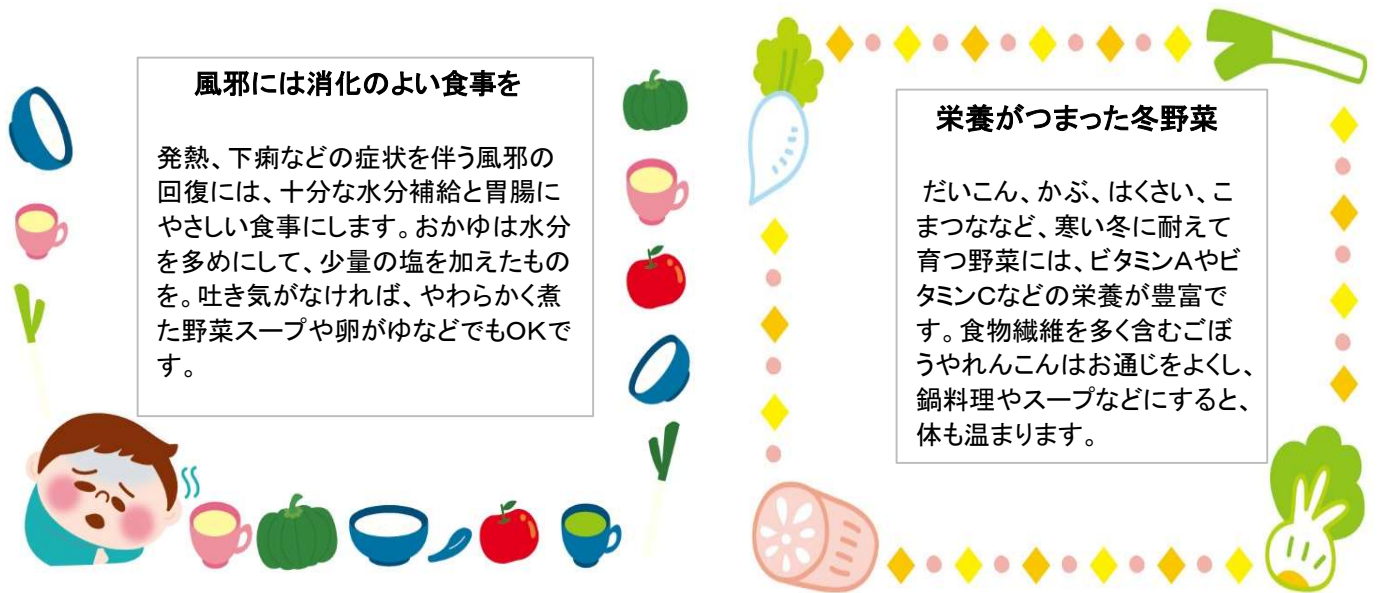 風邪には消化のよい食事を
発熱、下痢などの症状を伴う風邪の
回復には、十分な水分補給と胃腸に
やさしい食事にします。おかゆは水分
を多めにして、少量の塩を加えたもの
を。吐き気がなければ、やわらかく煮
た野菜スープや卵がゆなどでもOKで
す。
栄養がつまった冬野菜
だいこん、かぶ、はくさい、こ
まつななど、寒い冬に耐えて
育つ野菜には、ビタミンAやビ
タミンCなどの栄養が豊富で
す。食物繊維を多く含むごぼ
うやれんこんはお通じをよくし、
鍋料理やスープなどにすると、
体も温まります。